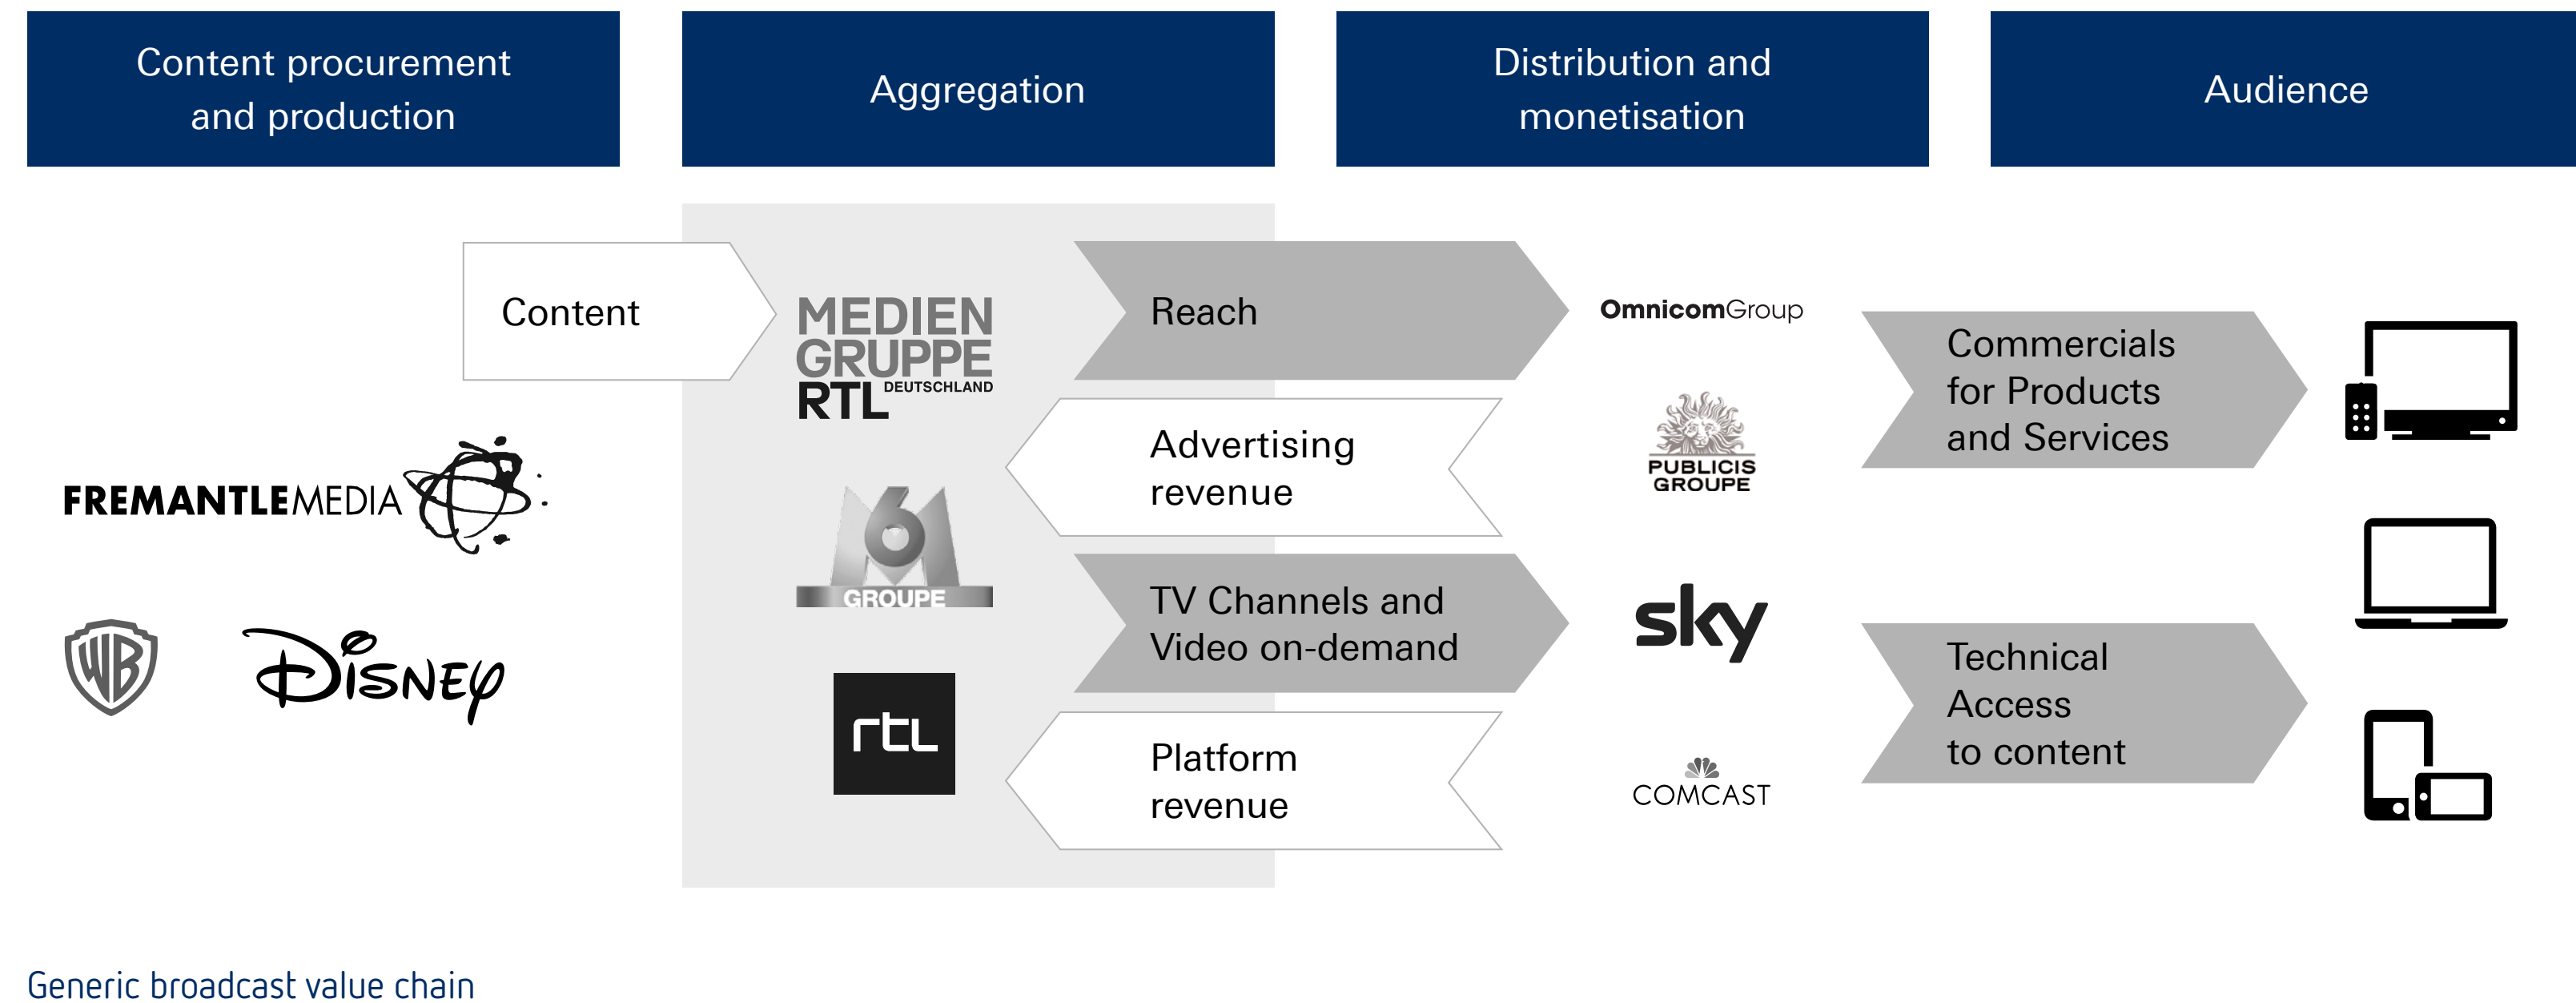 Content procurement
and production
Aggregation
Distribution and
monetisation
Audience
Content
FREMANTLEMEDIA
WB
DISNEY
MEDIEN
GRUPPE
RTL DEUTSCHLAND
M6
GROUPE
rtl
Reach
Advertising
revenue
TV Channels and
Video on-demand
Platform
revenue
OmnicomGroup
PUBLICIS
GROUPE
sky
COMCAST
Commercials
for Products
and Services
Technical
Access
to content
Generic broadcast value chain